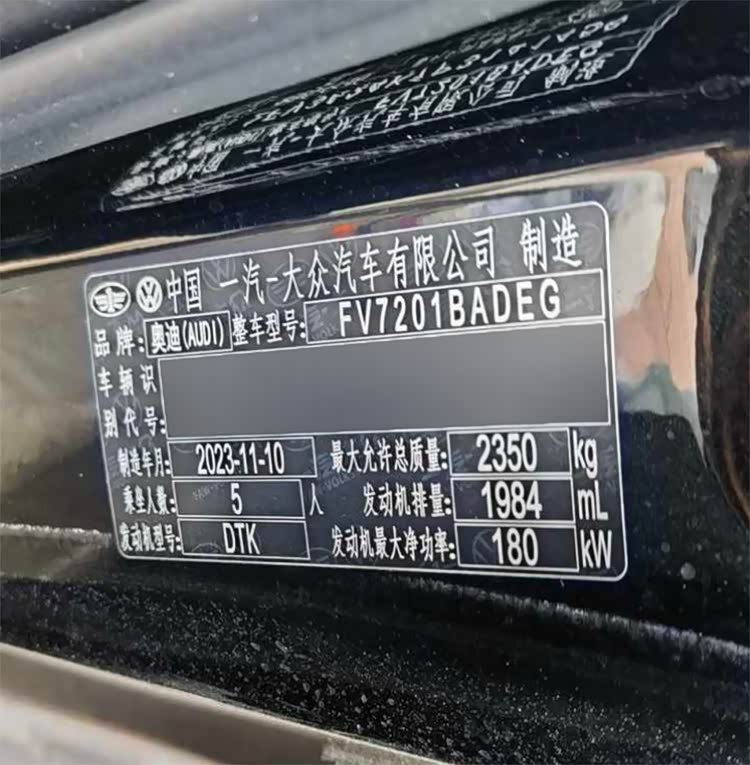 中国 一汽-大众汽车有限公司 制造
品牌: 奥迪(AUDI) 整车型号: FV7201BADEG
车辆识
别代号:
制造年月: 2023-11-10 最大允许总质量: 2350 kg
乘坐人数: 5 人 发动机排量: 1984 mL
发动机型号: DTK 发动机最大净功率: 180 kW